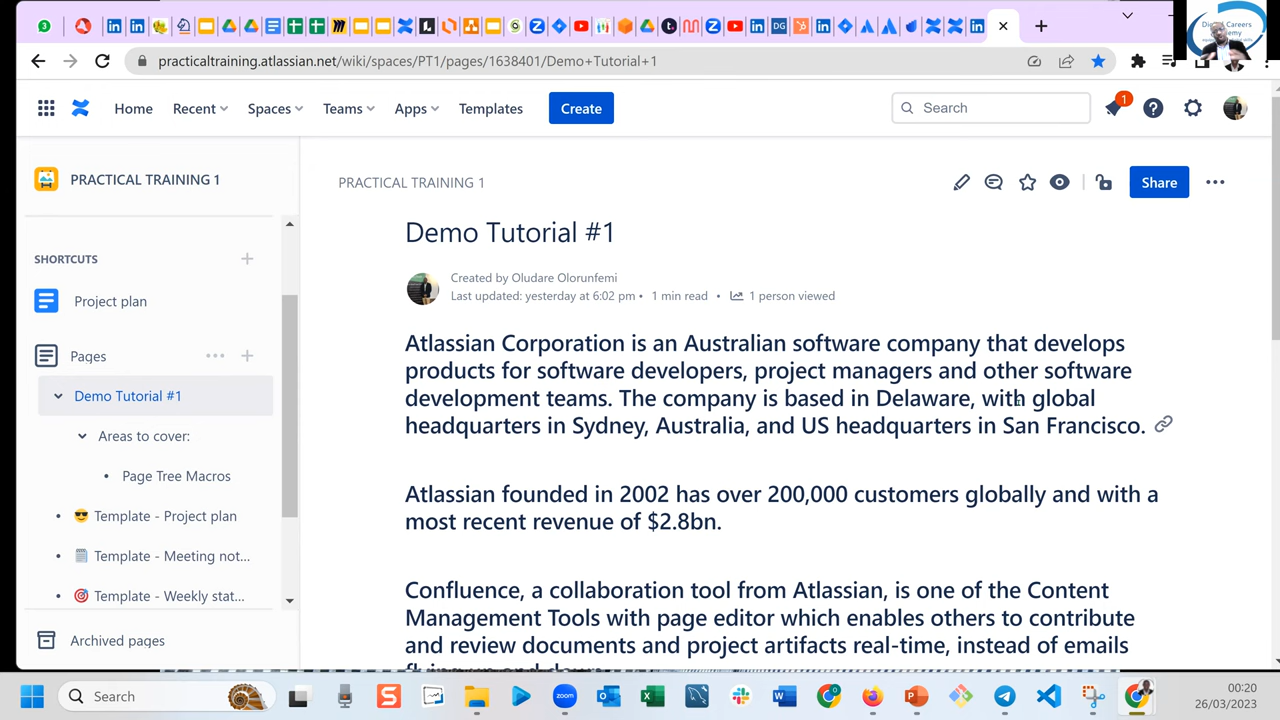 practicaltraining.atlassian.net/wiki/spaces/PT1/pages/1638401/Demo+Tutorial+1
Home Recent Spaces Teams Apps Templates Create Search 1
PRACTICAL TRAINING 1
SHORTCUTS
Project plan
Pages
Demo Tutorial #1
Areas to cover:
Page Tree Macros
Template - Project plan
Template - Meeting not...
Template - Weekly stat...
Archived pages
PRACTICAL TRAINING 1
Share
Demo Tutorial #1
Created by Oludare Olorunfemi
Last updated: yesterday at 6:02 pm • 1 min read • 1 person viewed
Atlassian Corporation is an Australian software company that develops
products for software developers, project managers and other software
development teams. The company is based in Delaware, with global
headquarters in Sydney, Australia, and US headquarters in San Francisco.
Atlassian founded in 2002 has over 200,000 customers globally and with a
most recent revenue of $2.8bn.
Confluence, a collaboration tool from Atlassian, is one of the Content
Management Tools with page editor which enables others to contribute
and review documents and project artifacts real-time, instead of emails
Search
zoom
00:20
26/03/2023